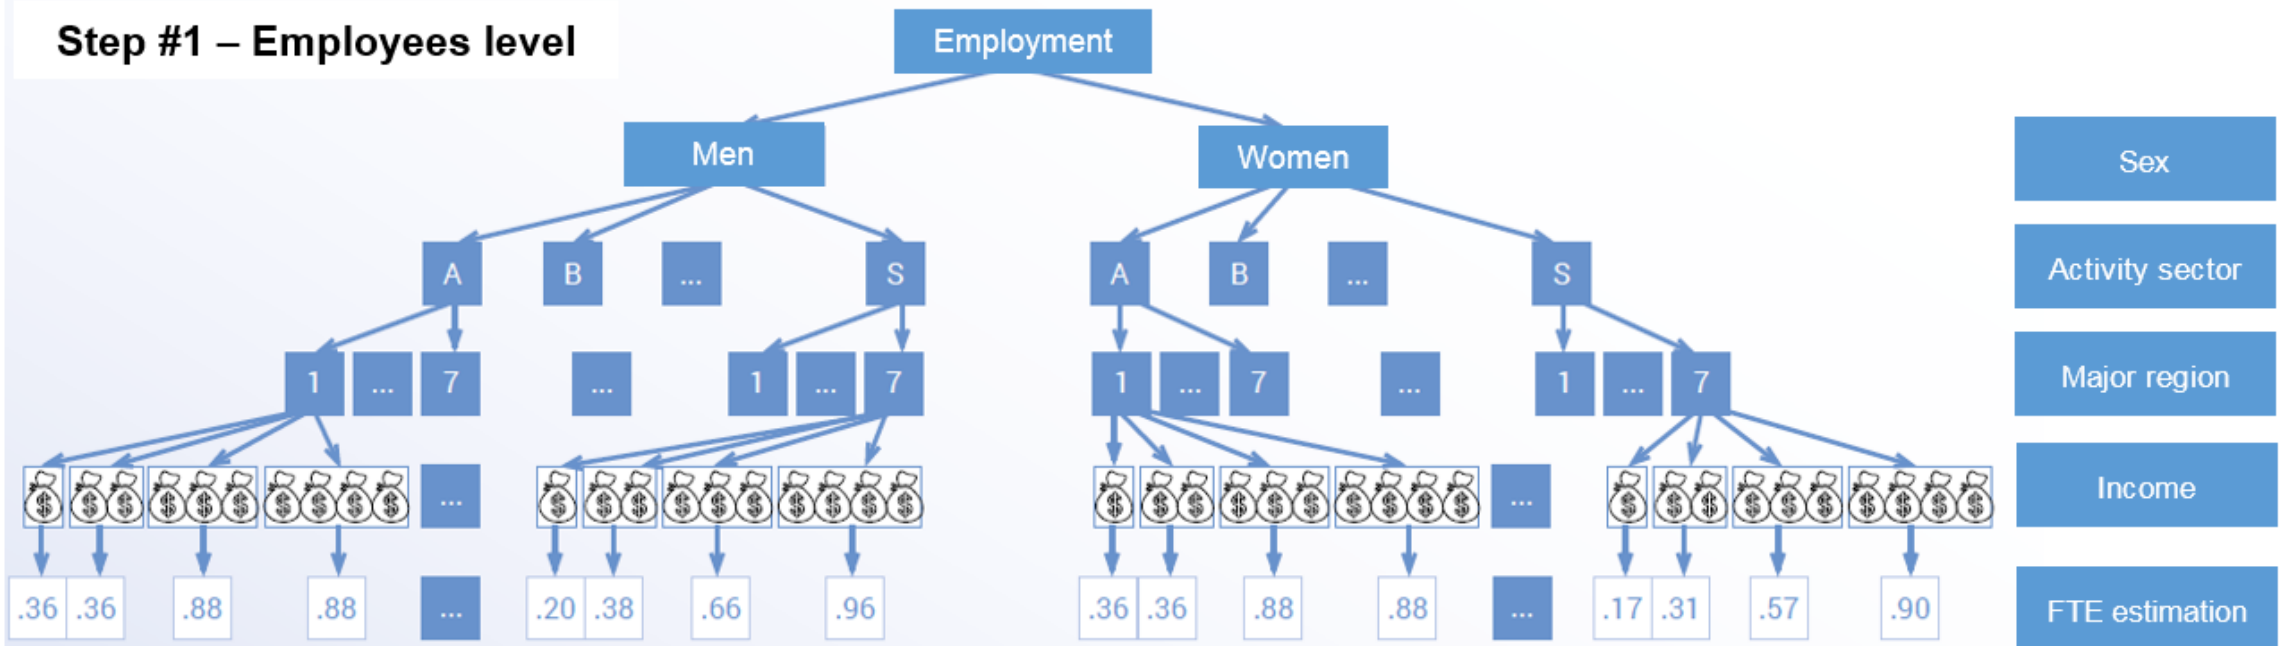 Step #1 – Employees level
Employment
Men
Women
Sex
A
B
...
S
A
B
...
S
Activity sector
1
...
7
...
1
...
7
1
...
7
...
1
...
7
Major region
$
$ $
$ $ $
$ $ $ $
...
$
$ $
$ $ $
$ $ $ $
$
$ $
$ $ $
$ $ $ $
...
$
$ $
$ $ $
$ $ $ $
Income
.36
.36
.88
.88
...
.20
.38
.66
.96
.36
.36
.88
.88
...
.17
.31
.57
.90
FTE estimation